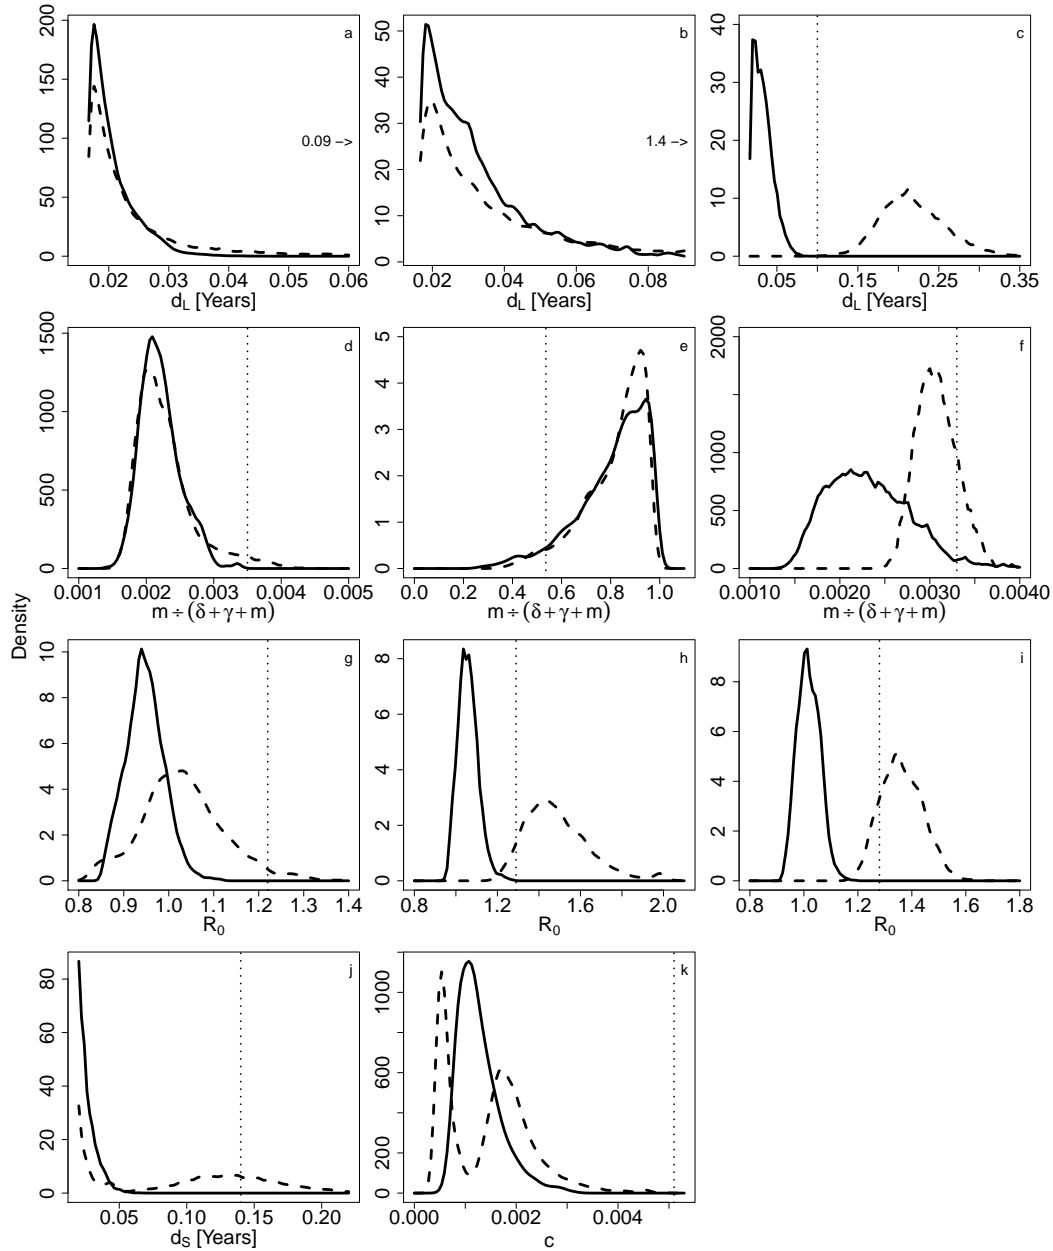 a
200
150
100
50
0
0.09 −>
0.02 0.03 0.04 0.05 0.06
d_L [Years]
b
50
40
30
20
10
0
1.4 −>
0.02 0.04 0.06 0.08
d_L [Years]
c
40
30
20
10
0
0.05 0.15 0.25 0.35
d_L [Years]
d
1500
1000
500
0
0.001 0.002 0.003 0.004 0.005
m ÷ (δ + γ + m)
e
5
4
3
2
1
0
0.0 0.2 0.4 0.6 0.8 1.0
m ÷ (δ + γ + m)
f
2000
1000
500
0
0.0010 0.0020 0.0030 0.0040
m ÷ (δ + γ + m)
Density
g
10
8
6
4
2
0
0.8 0.9 1.0 1.1 1.2 1.3 1.4
R_0
h
8
6
4
2
0
0.8 1.2 1.6 2.0
R_0
i
8
6
4
2
0
0.8 1.0 1.2 1.4 1.6 1.8
R_0
j
80
60
40
20
0
0.05 0.10 0.15 0.20
d_S [Years]
k
1000
600
200
0
0.000 0.002 0.004
c